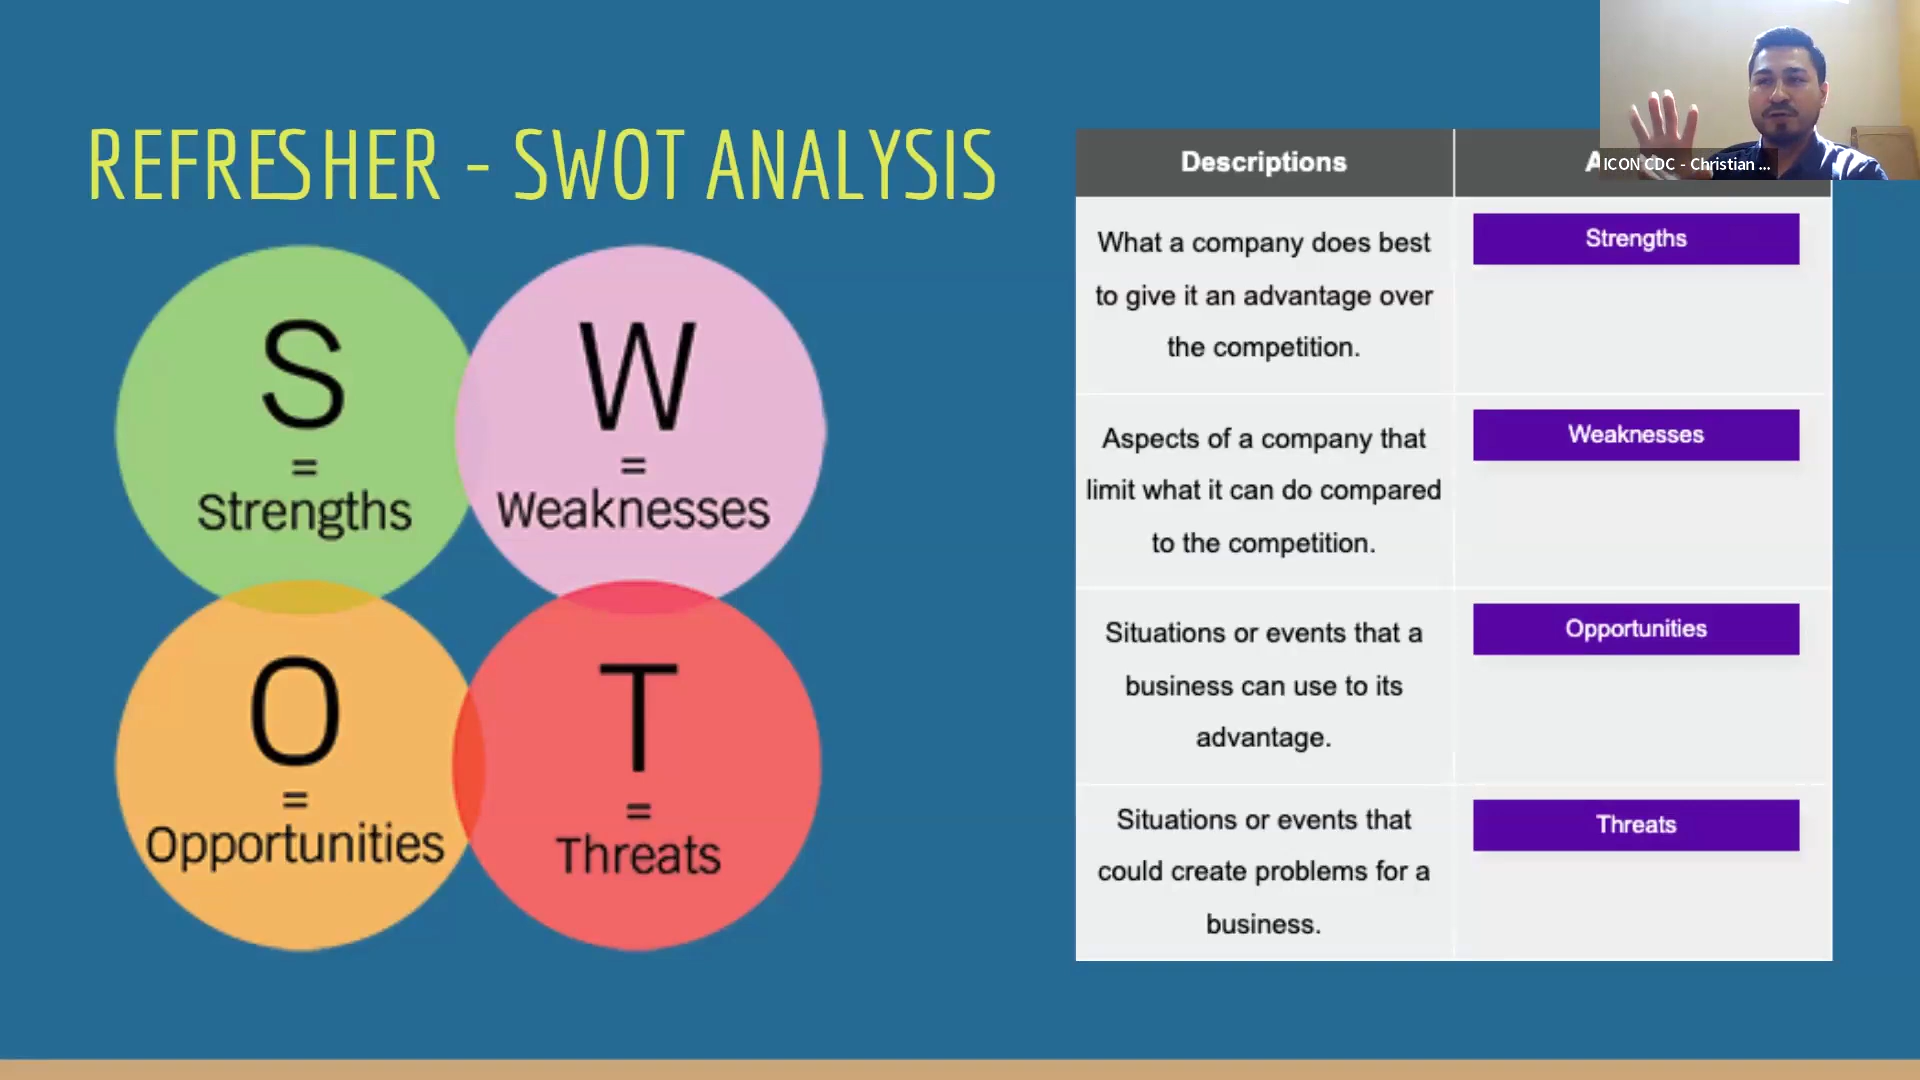 REFRESHER - SWOT ANALYSIS
S
=
Strengths
W
=
Weaknesses
O
=
Opportunities
T
=
Threats
Descriptions
What a company does best
to give it an advantage over
the competition.
Strengths
Aspects of a company that
limit what it can do compared
to the competition.
Weaknesses
Situations or events that a
business can use to its
advantage.
Opportunities
Situations or events that
could create problems for a
business.
Threats
ICON CDC - Christian ...